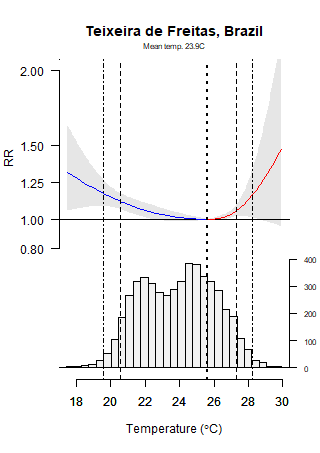 Teixeira de Freitas, Brazil
Mean temp. 23.9C
2.00
1.50
1.25
1.00
0.80
RR
400
300
200
100
0
18 20 22 24 26 28 30
Temperature (°C)